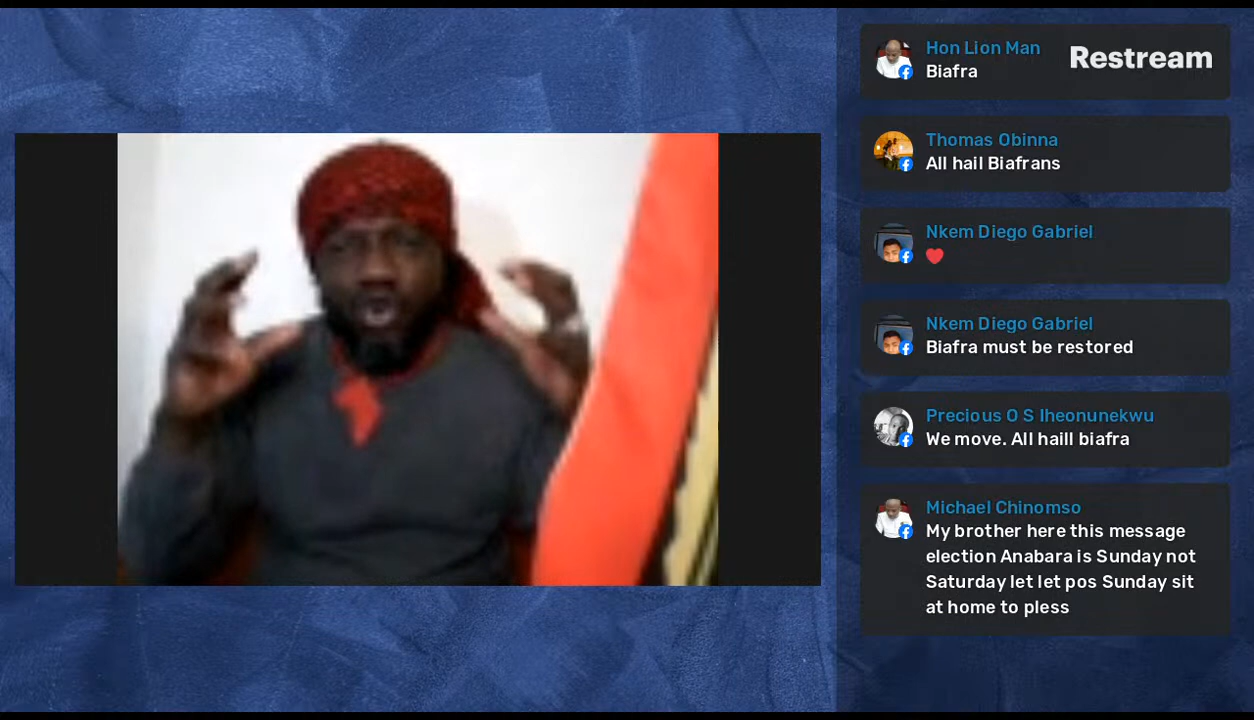 Restream
Hon Lion Man
Biafra
Thomas Obinna
All hail Biafrans
Nkem Diego Gabriel
Nkem Diego Gabriel
Biafra must be restored
Precious O S Iheonunekwu
We move. All haill biafra
Michael Chinomso
My brother here this message
election Anabara is Sunday not
Saturday let let pos Sunday sit
at home to pless